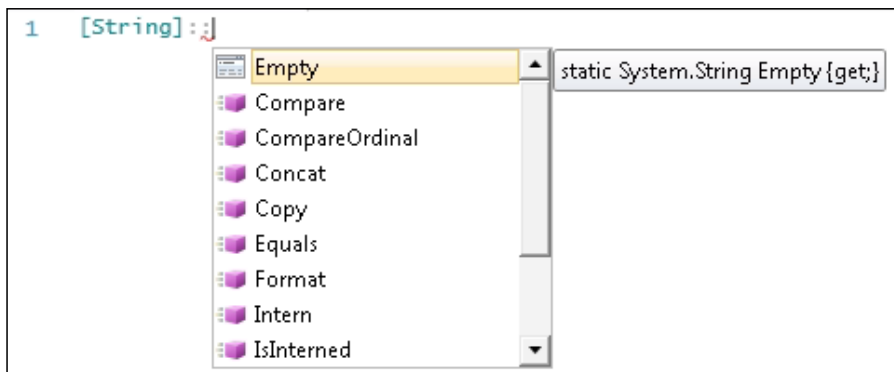 1 [String]::
Empty
static System.String Empty {get;}
Compare
CompareOrdinal
Concat
Copy
Equals
Format
Intern
IsInterned